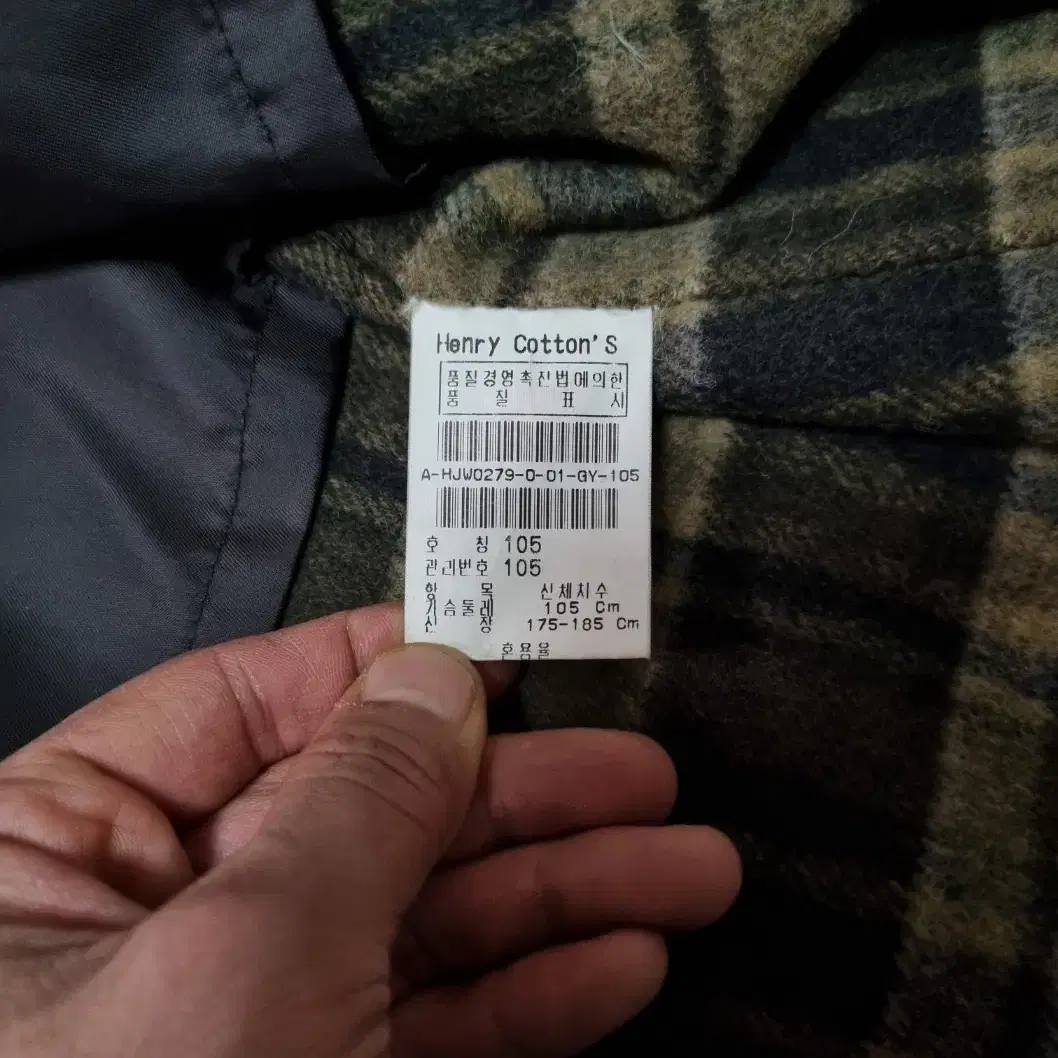 Henry Cotton'S
품질경영촉진법에의한
품 질 표 시
A-HJW0279-0-01-GY-105
호 칭 105
관리번호 105
항 목 신체치수
가슴둘레 105 Cm
신 장 175-185 Cm
혼용율